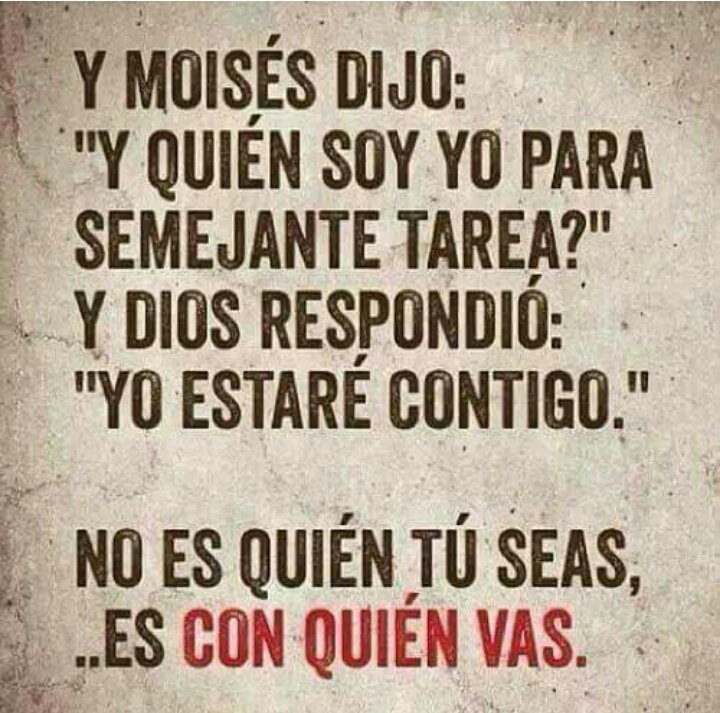 Y MOISÉS DIJO:
"Y QUIÉN SOY YO PARA
SEMEJANTE TAREA?"
Y DIOS RESPONDIÓ:
"YO ESTARÉ CONTIGO."
NO ES QUIÉN TÚ SEAS,
..ES CON QUIÉN VAS.